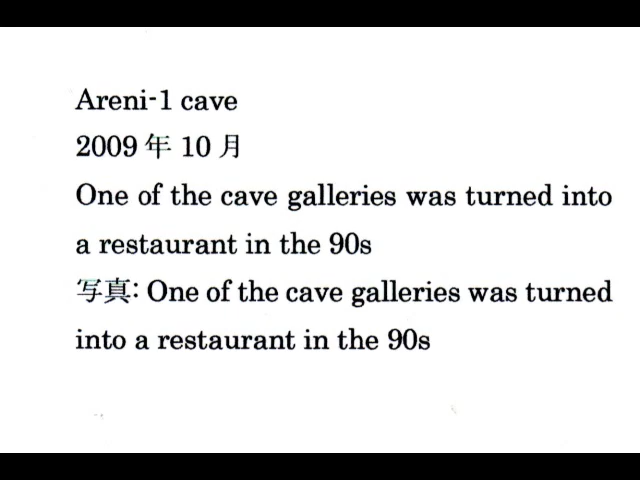 Areni-1 cave
2009 年 10 月
One of the cave galleries was turned into
a restaurant in the 90s
写真: One of the cave galleries was turned
into a restaurant in the 90s